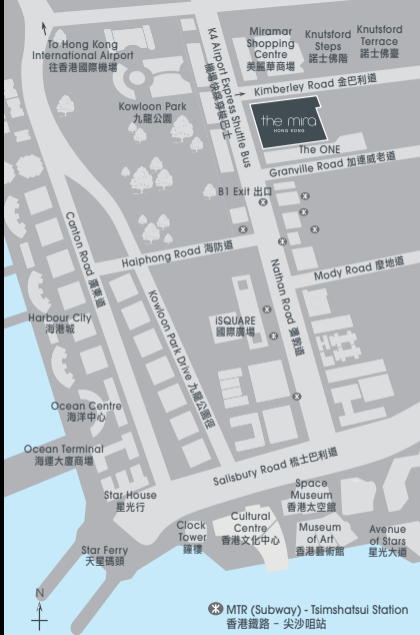 To Hong Kong
International Airport
往香港國際機場
K4 Airport Express Shuttle Bus
機場快綫穿梭巴士
Miramar
Shopping
Centre
美麗華商場
Knutsford
Steps
諾士佛階
Knutsford
Terrace
諾士佛臺
Kimberley Road 金巴利道
Kowloon Park
九龍公園
the mira
HONG KONG
The ONE
Granville Road 加連威老道
B1 Exit 出口
Canton Road 廣東道
Haiphong Road 海防道
Nathan Road 彌敦道
Mody Road 麼地道
Kowloon Park Drive 九龍公園徑
Harbour City
海港城
iSQUARE
國際廣場
Ocean Centre
海洋中心
Ocean Terminal
海運大廈商場
Salisbury Road 梳士巴利道
Star House
星光行
Space
Museum
香港太空館
Clock
Tower
鐘樓
Cultural
Centre
香港文化中心
Museum
of Art
香港藝術館
Avenue
of Stars
星光大道
Star Ferry
天星碼頭
N
MTR (Subway) - Tsimshatsui Station
香港鐵路 - 尖沙咀站